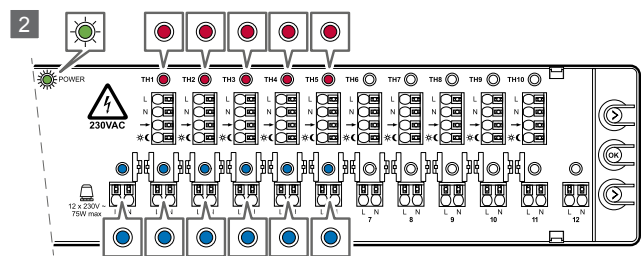 2
POWER
TH1 TH2 TH3 TH4 TH5 TH6 TH7 TH8 TH9 TH10
L
N
230VAC
L L L L L L L L L
N N N N N N N N N
12 x 230V ~
75W max
L N L N L N L N L N L N
7 8 9 10 11 12
OK